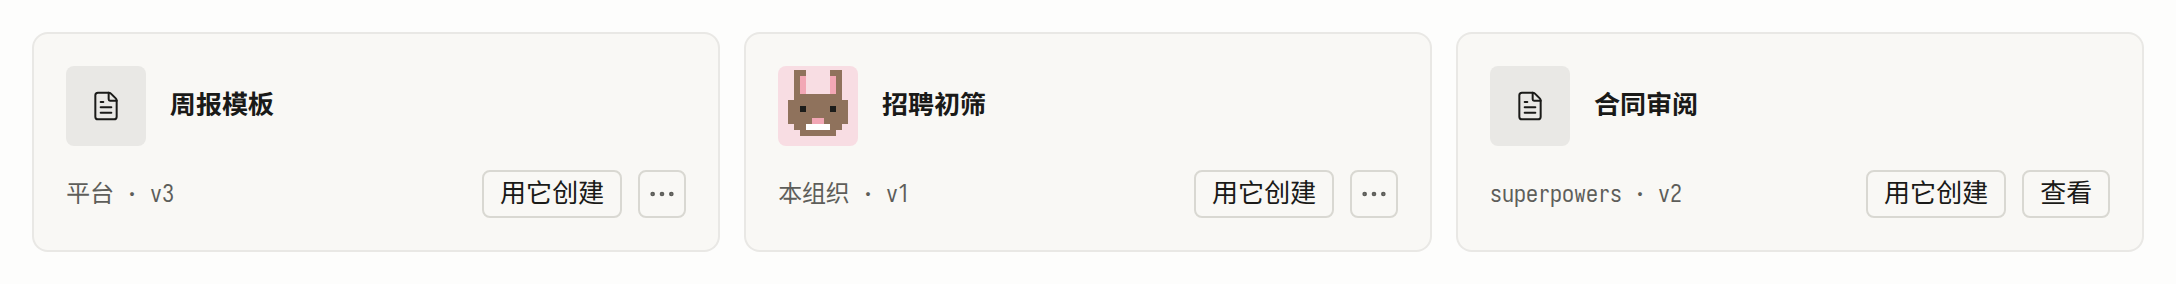 周报模板
平台 · v3
用它创建
···
招聘初筛
本组织 · v1
用它创建
···
合同审阅
superpowers · v2
用它创建
查看